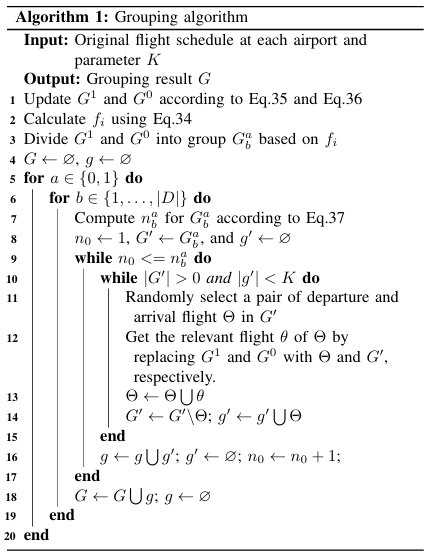 Algorithm 1: Grouping algorithm
Input: Original flight schedule at each airport and
parameter K
Output: Grouping result G
1 Update G¹ and G⁰ according to Eq.35 and Eq.36
2 Calculate fᵢ using Eq.34
3 Divide G¹ and G⁰ into group G_b^a based on fᵢ
4 G ← ∅, g ← ∅
5 for a ∈ {0, 1} do
6 for b ∈ {1, . . . , |D|} do
7 Compute n_b^a for G_b^a according to Eq.37
8 n₀ ← 1, G′ ← G_b^a, and g′ ← ∅
9 while n₀ <= n_b^a do
10 while |G′| > 0 and |g′| < K do
11 Randomly select a pair of departure and
arrival flight Θ in G′
12 Get the relevant flight θ of Θ by
replacing G¹ and G⁰ with Θ and G′,
respectively.
13 Θ ← Θ ⋃ θ
14 G′ ← G′\Θ; g′ ← g′ ⋃ Θ
15 end
16 g ← g ⋃ g′; g′ ← ∅; n₀ ← n₀ + 1;
17 end
18 G ← G ⋃ g; g ← ∅
19 end
20 end